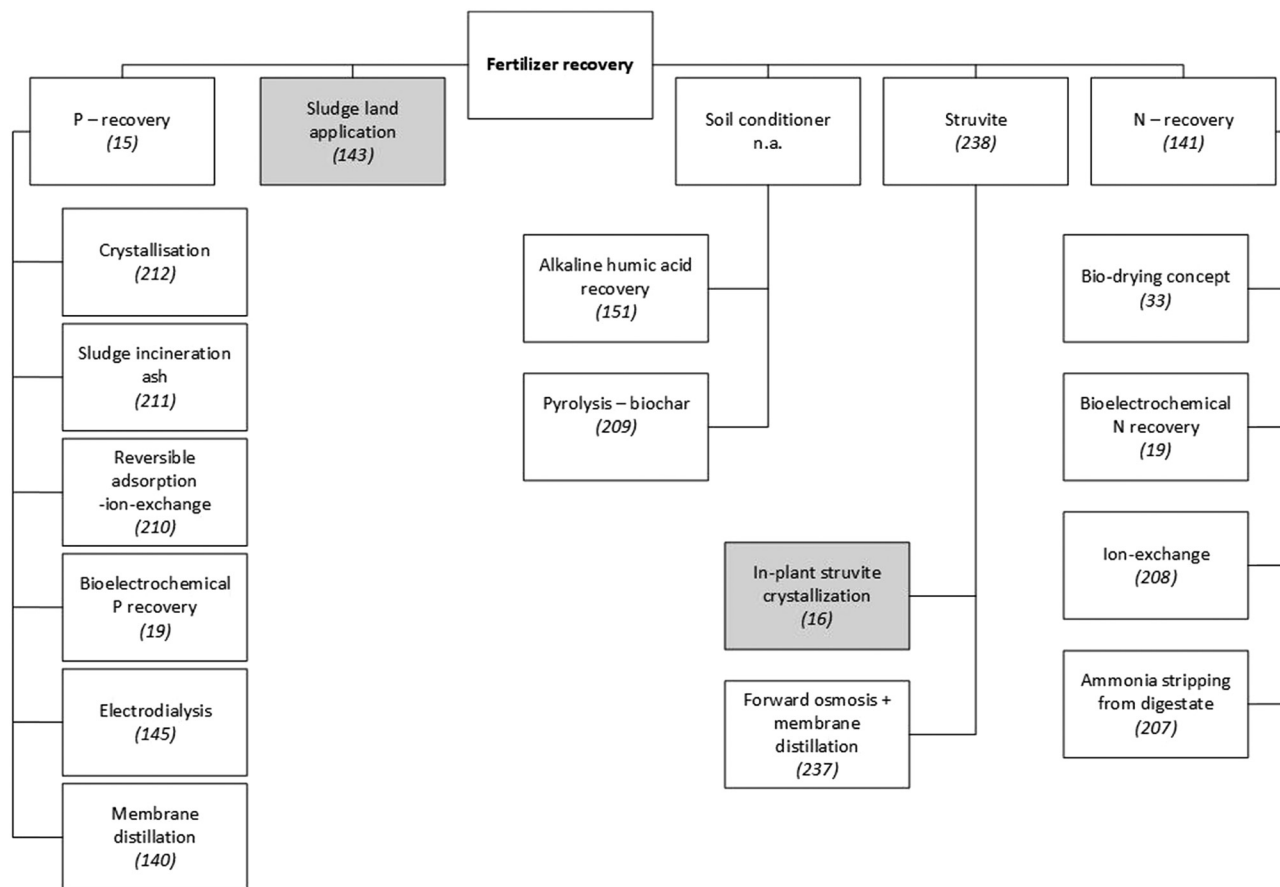 Fertilizer recovery
P – recovery
(15)
Sludge land
application
(143)
Soil conditioner
n.a.
Struvite
(238)
N – recovery
(141)
Crystallisation
(212)
Sludge incineration
ash
(211)
Reversible
adsorption
-ion-exchange
(210)
Bioelectrochemical
P recovery
(19)
Electrodialysis
(145)
Membrane
distillation
(140)
Alkaline humic acid
recovery
(151)
Pyrolysis – biochar
(209)
In-plant struvite
crystallization
(16)
Forward osmosis +
membrane
distillation
(237)
Bio-drying concept
(33)
Bioelectrochemical
N recovery
(19)
Ion-exchange
(208)
Ammonia stripping
from digestate
(207)